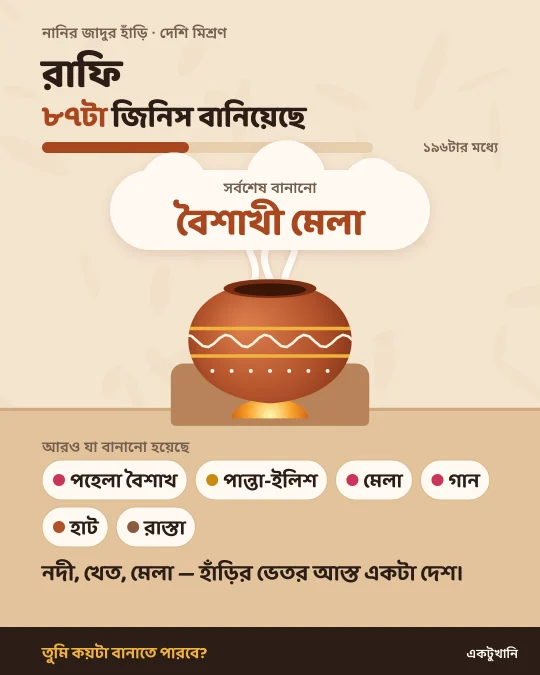 নানির জাদুর হাঁড়ি · দেশি মিশ্রণ
রাফি
৮৭টা জিনিস বানিয়েছে
১৯৬টার মধ্যে
সর্বশেষ বানানো
বৈশাখী মেলা
আরও যা বানানো হয়েছে
পহেলা বৈশাখ পান্তা-ইলিশ মেলা গান
হাট রাস্তা
নদী, খেত, মেলা — হাঁড়ির ভেতর আস্ত একটা দেশ।
তুমি কয়টা বানাতে পারবে? একটুখানি